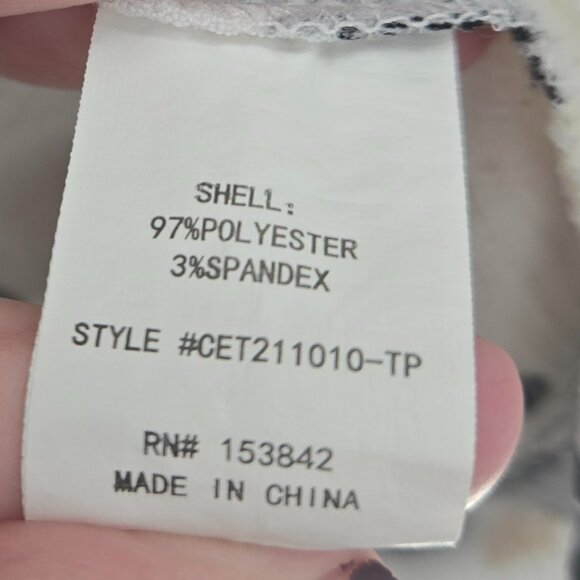 SHELL:
97%POLYESTER
3%SPANDEX
STYLE #CET211010-TP
RN# 153842
MADE IN CHINA